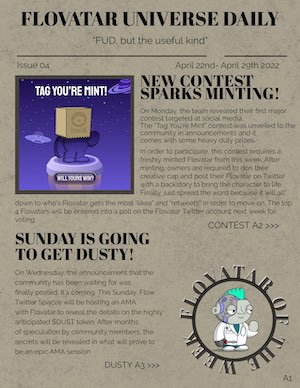 FLOVATAR UNIVERSE DAILY
"FUD, but the useful kind"
Issue 04
April 22nd- April 29th 2022
TAG YOU'RE MINT!
WILL YOURS WIN?
NEW CONTEST
SPARKS MINTING!
On Monday, the team revealed their first major
contest targeted at social media.
The "Tag You're Mint" contest was unveiled to the
community in announcements and it
comes with some heavy duty prizes.
In order to participate, this contest requires a
freshly minted Flovatar from this week. After
minting, owners are required to don their
creative cap and post their Flovatar on Twitter
with a backstory to bring the character to life.
Finally, just spread the word because it will all
down to who's Flovatar gets the most "likes" and "retweets" in order to move on. The top
4 Flovatars will be entered into a poll on the Flovatar Twitter account next week for
voting.
CONTEST A2 >>>
SUNDAY IS GOING
TO GET DUSTY!
On Wednesday, the announcement that the
community has been waiting for was
finally posted. It's coming. This Sunday, Flow
Twitter Spaces will be hosting an AMA
with Flovatar to reveal the details on the highly
anticipated $DUST token. After months
of speculation by community members, the
secrets will be revealed in what will prove to
be an epic AMA session
DUSTY A3 >>>
FLOVATAR OF THE WEEK
A1